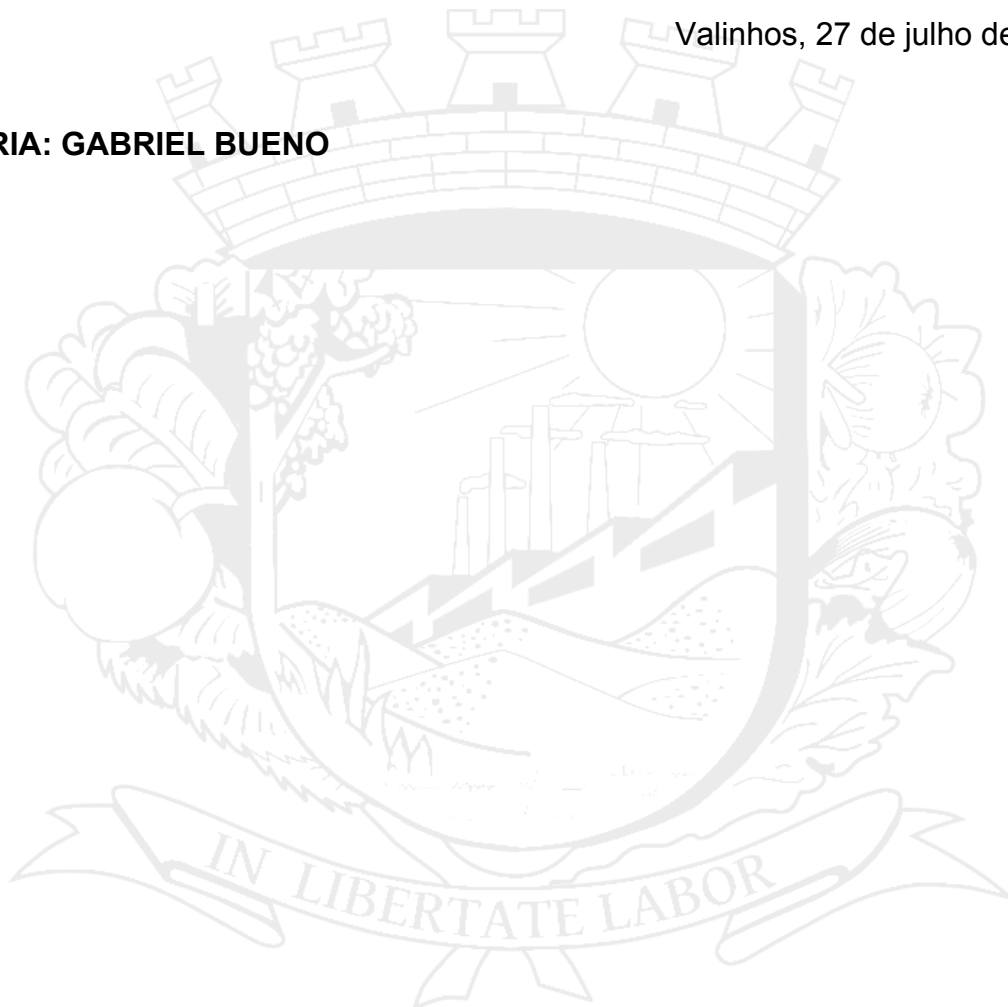 Valinhos, 27 de julho de
RIA: GABRIEL BUENO
IN LIBERTATE LABOR